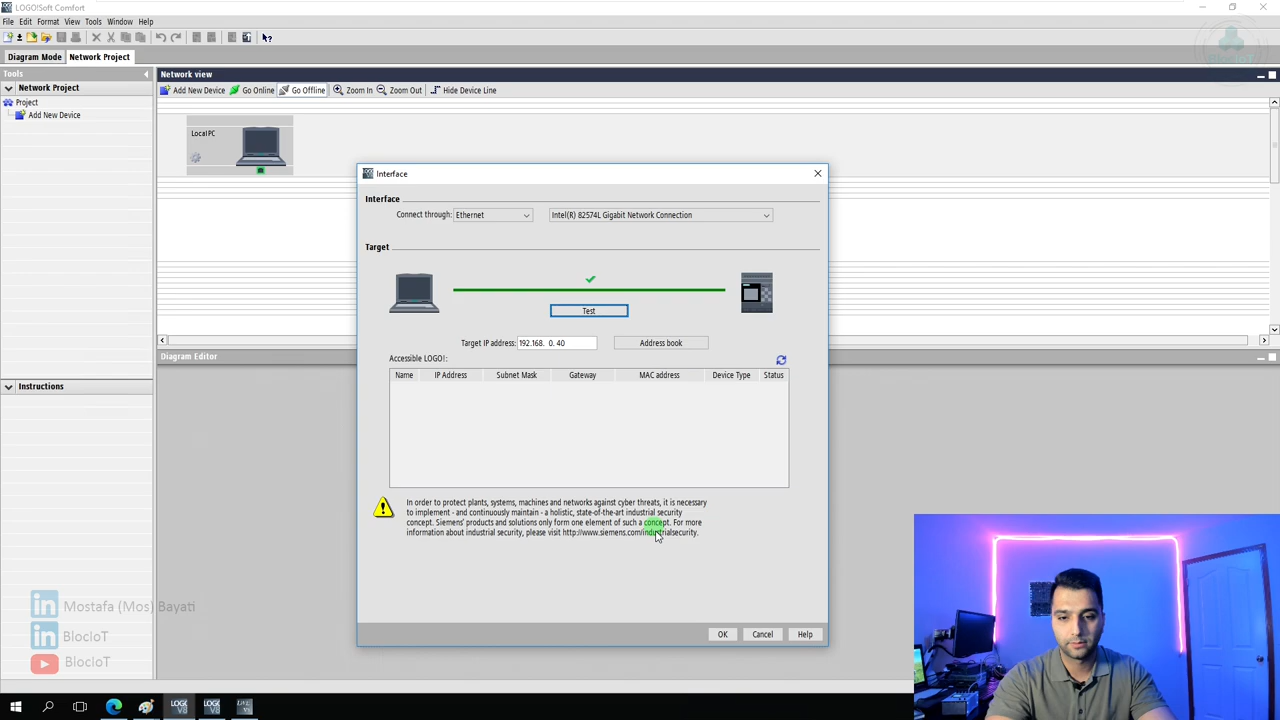 LOGO!Soft Comfort
File Edit Format View Tools Window Help
Diagram Mode Network Project
Tools
Network Project
Project
Add New Device
Instructions
Network view
Add New Device Go Online Go Offline Zoom In Zoom Out Hide Device Line
Local PC
Diagram Editor
Interface
Interface
Connect through: Ethernet Intel(R) 82574L Gigabit Network Connection
Target
Test
Target IP address: 192.168. 0. 40 Address book
Accessible LOGO!:
Name IP Address Subnet Mask Gateway MAC address Device Type Status
In order to protect plants, systems, machines and networks against cyber threats, it is necessary
to implement - and continuously maintain - a holistic, state-of-the-art industrial security
concept. Siemens' products and solutions only form one element of such a concept. For more
information about industrial security, please visit http://www.siemens.com/industrialsecurity.
OK Cancel Help
BlocIoT
in Mostafa (Mos) Bayati
in BlocIoT
BlocIoT